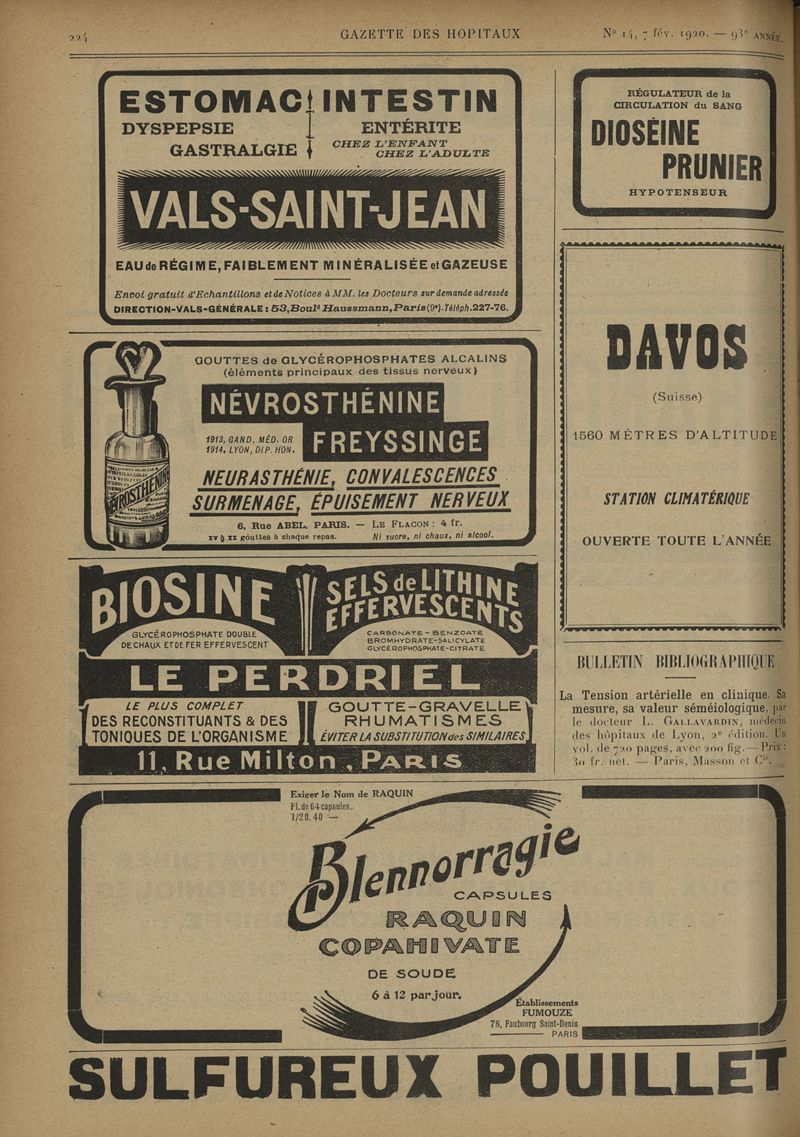 224
GAZETTE DES HOPITAUX
N° 14, 7 fév. 1920. — 93e ANNÉE.
ESTOMAC INTESTIN
DYSPEPSIE ENTÉRITE
GASTRALGIE CHEZ L'ENFANT
CHEZ L'ADULTE
VALS-SAINT-JEAN
EAU de RÉGIME, FAIBLEMENT MINÉRALISÉE et GAZEUSE
Envoi gratuit d'Echantillons et de Notices à MM. les Docteurs sur demande adressée
DIRECTION-VALS-GÉNÉRALE: 53, Boulд Haussmann, Paris (9e). Téléph. 227-76.
RÉGULATEUR de la
CIRCULATION du SANG
DIOSÉINE
PRUNIER
HYPOTENSEUR
GOUTTES de GLYCÉROPHOSPHATES ALCALINS
(éléments principaux des tissus nerveux)
NÉVROSTHÉNINE
1913, GAND, MÉD. OR
1914, LYON, DIP. HON.
FREYSSINGE
NEURASTHÉNIE, CONVALESCENCES
SURMENAGE, ÉPUISEMENT NERVEUX
6, Rue ABEL, PARIS. — LE FLACON: 4 fr.
XV à XX gouttes à chaque repas. Ni sucre, ni chaux, ni alcool.
DAVOS
(Suisse)
1560 MÈTRES D'ALTITUDE
STATION CLIMATÉRIQUE
OUVERTE TOUTE L'ANNÉE
BIOSINE
GLYCÉROPHOSPHATE DOUBLE
DE CHAUX ET DE FER EFFERVESCENT
SELS de LITHINE
EFFERVESCENTS
CARBONATE - BENZOATE
BROMHYDRATE-SALICYLATE
GLYCÉROPHOSPHATE-CITRATE
LE PERDRIEL
LE PLUS COMPLET
DES RECONSTITUANTS & DES
TONIQUES DE L'ORGANISME
GOUTTE-GRAVELLE
RHUMATISMES
ÉVITER LA SUBSTITUTION des SIMILAIRES
11, Rue Milton, PARIS
BULLETIN BIBLIOGRAPHIQUE
La Tension artérielle en clinique. Sa
mesure, sa valeur séméiologique, par
le docteur L. GALLAVARDIN, médecin
des hôpitaux de Lyon, 2e édition. Un
vol. de 720 pages, avec 200 fig. — Prix:
30 fr. net. — Paris, Masson et Cie.
Exiger le Nom de RAQUIN
Fl. de 64 capsules.
1/2 fl. 40 —
Blennorragie
CAPSULES
RAQUIN
COPAHIVATE
DE SOUDE
6 à 12 par jour.
Établissements
FUMOUZE
78, Faubourg Saint-Denis
PARIS
SULFUREUX POUILLET